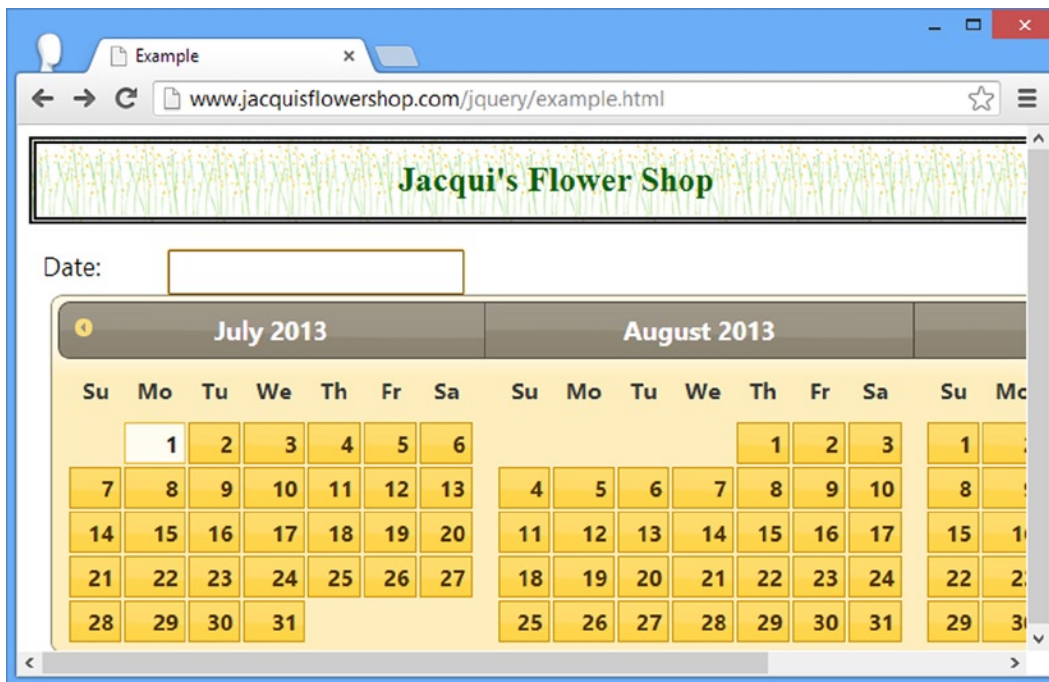 Example
www.jacquisflowershop.com/jquery/example.html
Jacqui's Flower Shop
Date:
July 2013 August 2013
Su Mo Tu We Th Fr Sa Su Mo Tu We Th Fr Sa Su
1 2 3 4 5 6 1 2 3 1
7 8 9 10 11 12 13 4 5 6 7 8 9 10 8
14 15 16 17 18 19 20 11 12 13 14 15 16 17 15
21 22 23 24 25 26 27 18 19 20 21 22 23 24 22
28 29 30 31 25 26 27 28 29 30 31 29